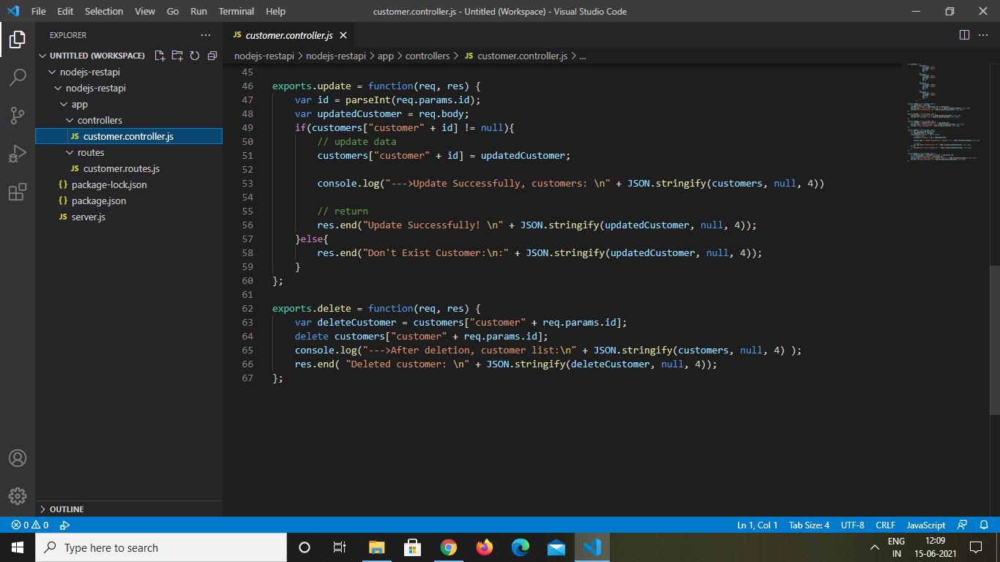 File Edit Selection View Go Run Terminal Help customer.controller.js - Untitled (Workspace) - Visual Studio Code
EXPLORER
JS customer.controller.js
UNTITLED (WORKSPACE)
nodejs-restapi > nodejs-restapi > app > controllers > JS customer.controller.js > ...
nodejs-restapi
nodejs-restapi
app
controllers
JS customer.controller.js
routes
JS customer.routes.js
{} package-lock.json
{} package.json
JS server.js
OUTLINE
45
46 exports.update = function(req, res) {
47 var id = parseInt(req.params.id);
48 var updatedCustomer = req.body;
49 if(customers["customer" + id] != null){
50 // update data
51 customers["customer" + id] = updatedCustomer;
52
53 console.log("--->Update Successfully, customers: \n" + JSON.stringify(customers, null, 4))
54
55 // return
56 res.end("Update Successfully! \n" + JSON.stringify(updatedCustomer, null, 4));
57 }else{
58 res.end("Don't Exist Customer:\n:" + JSON.stringify(updatedCustomer, null, 4));
59 }
60 };
61
62 exports.delete = function(req, res) {
63 var deleteCustomer = customers["customer" + req.params.id];
64 delete customers["customer" + req.params.id];
65 console.log("--->After deletion, customer list:\n" + JSON.stringify(customers, null, 4) );
66 res.end( "Deleted customer: \n" + JSON.stringify(deleteCustomer, null, 4));
67 };
0 0 Ln 1, Col 1 Tab Size: 4 UTF-8 CRLF JavaScript
Type here to search
ENG
IN
12:09
15-06-2021